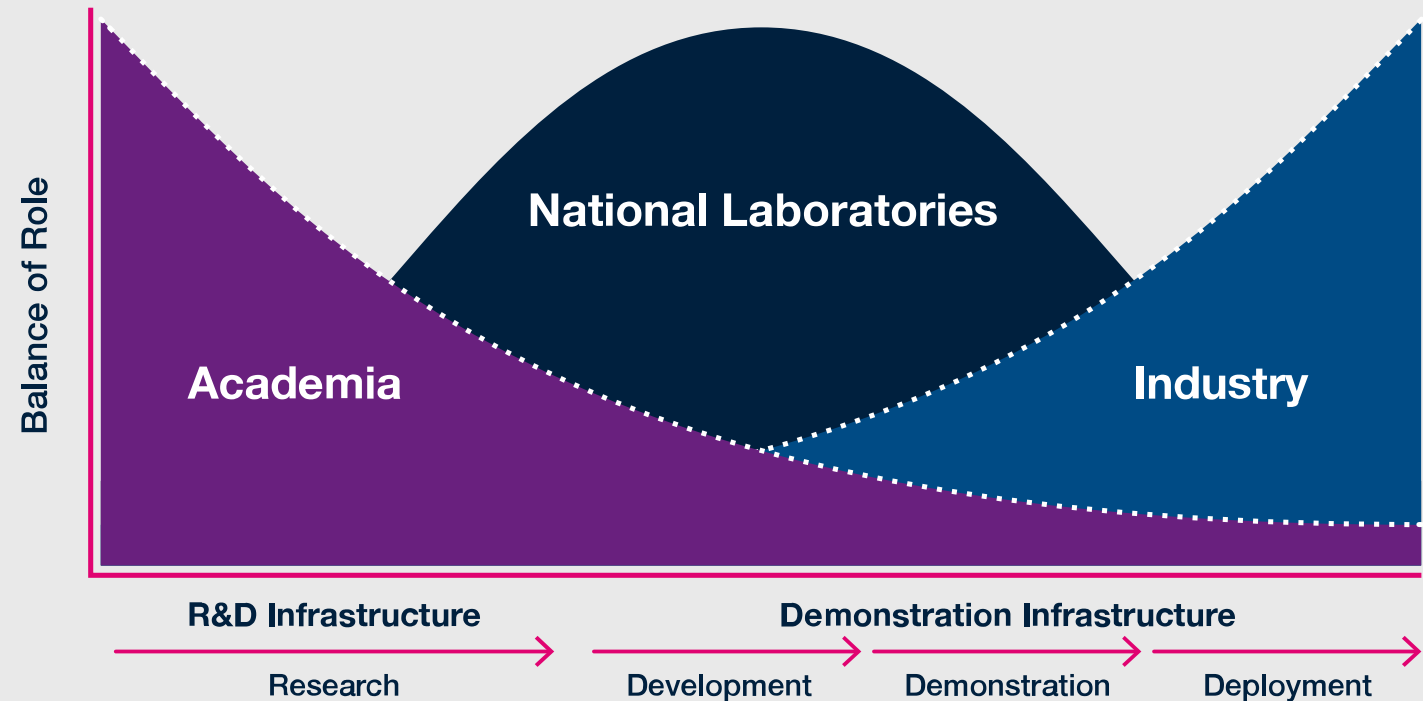 Balance of Role
National Laboratories
Academia
Industry
R&D Infrastructure
Demonstration Infrastructure
Research
Development
Demonstration
Deployment